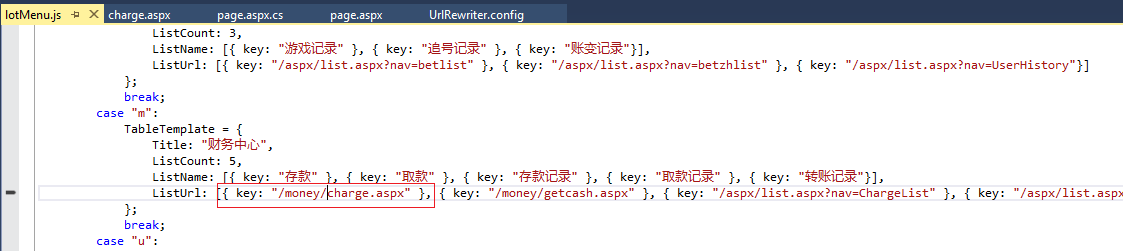 lotMenu.js charge.aspx page.aspx.cs page.aspx UrlRewriter.config
ListCount: 3,
ListName: [{ key: "游戏记录" }, { key: "追号记录" }, { key: "账变记录"}],
ListUrl: [{ key: "/aspx/list.aspx?nav=betlist" }, { key: "/aspx/list.aspx?nav=betzhlist" }, { key: "/aspx/list.aspx?nav=UserHistory"}]
};
break;
case "m":
TableTemplate = {
Title: "财务中心",
ListCount: 5,
ListName: [{ key: "存款" }, { key: "取款" }, { key: "存款记录" }, { key: "取款记录" }, { key: "转账记录"}],
ListUrl: [{ key: "/money/charge.aspx" }, { key: "/money/getcash.aspx" }, { key: "/aspx/list.aspx?nav=ChargeList" }, { key: "/aspx/list.aspx
};
break;
case "u":